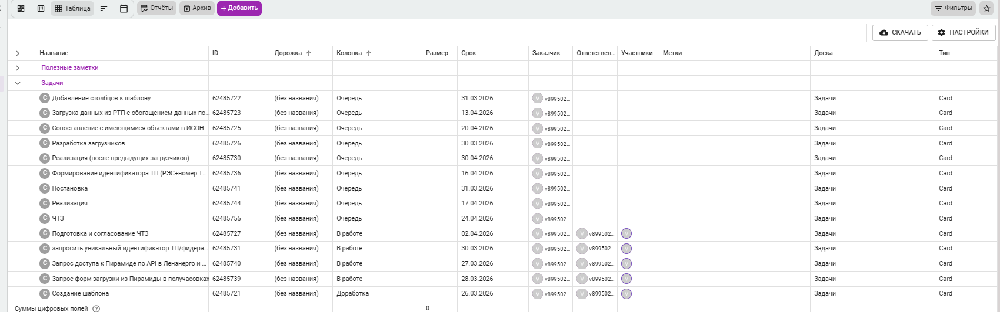 Таблица Отчёты Архив +Добавить Фильтры
СКАЧАТЬ НАСТРОЙКИ
Название ID Дорожка Колонка Размер Срок Заказчик Ответствен... Участники Метки Доска Тип
Полезные заметки
Задачи
C Добавление столбцов к шаблону 62485722 (без названия) Очередь 31.03.2026 V v899502... Задачи Card
C Загрузка данных из РТП с обогащением данных по... 62485723 (без названия) Очередь 13.04.2026 V v899502... Задачи Card
C Сопоставление с имеющимися объектами в ИСОН 62485725 (без названия) Очередь 20.04.2026 V v899502... Задачи Card
C Разработка загрузчиков 62485726 (без названия) Очередь 30.03.2026 V v899502... Задачи Card
C Реализация (после предыдущих загрузчиков) 62485730 (без названия) Очередь 30.04.2026 V v899502... Задачи Card
C Формирование идентификатора ТП (РЭС+номер Т... 62485736 (без названия) Очередь 16.04.2026 V v899502... Задачи Card
C Постановка 62485741 (без названия) Очередь 31.03.2026 V v899502... Задачи Card
C Реализация 62485744 (без названия) Очередь 17.04.2026 V v899502... Задачи Card
C ЧТЗ 62485755 (без названия) Очередь 24.04.2026 V v899502... Задачи Card
C Подготовка и согласование ЧТЗ 62485727 (без названия) В работе 02.04.2026 V v899502... V v899502... V Задачи Card
C запросить уникальный идентификатор ТП/фидера... 62485731 (без названия) В работе 30.03.2026 V v899502... V v899502... V Задачи Card
C Запрос доступа к Пирамиде по API в Ленэнерго и ... 62485740 (без названия) В работе 27.03.2026 V v899502... V v899502... V Задачи Card
C Запрос форм загрузки из Пирамиды в получасовках 62485739 (без названия) В работе 28.03.2026 V v899502... V v899502... V Задачи Card
C Создание шаблона 62485721 (без названия) Доработка 26.03.2026 V v899502... V v899502... V Задачи Card
Суммы цифровых полей ? 0